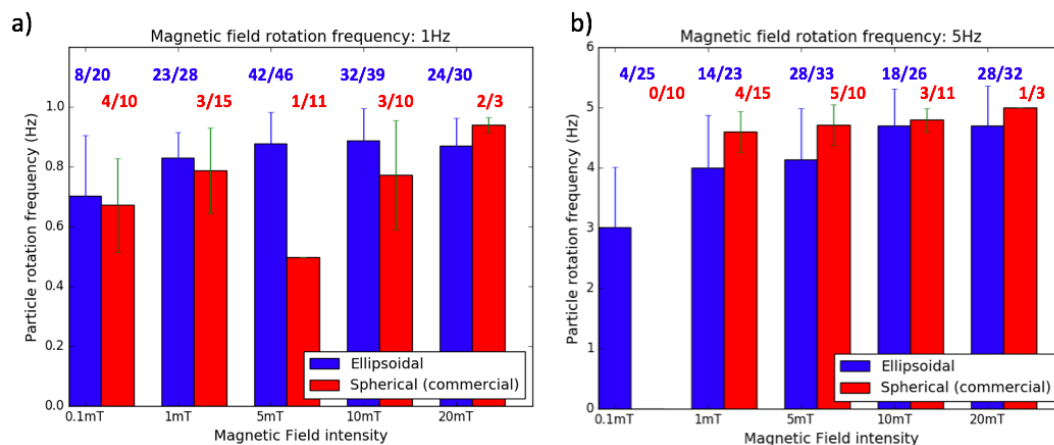 a)
Magnetic field rotation frequency: 1Hz
8/20 23/28 42/46 32/39 24/30
4/10 3/15 1/11 3/10 2/3
Particle rotation frequency (Hz)
1.0
0.8
0.6
0.4
0.2
0.0
Ellipsoidal
Spherical (commercial)
0.1mT 1mT 5mT 10mT 20mT
Magnetic Field intensity
b)
Magnetic field rotation frequency: 5Hz
6
4/25 14/23 28/33 18/26 28/32
0/10 4/15 5/10 3/11 1/3
Particle rotation frequency (Hz)
5
4
3
2
1
0
Ellipsoidal
Spherical (commercial)
0.1mT 1mT 5mT 10mT 20mT
Magnetic Field intensity